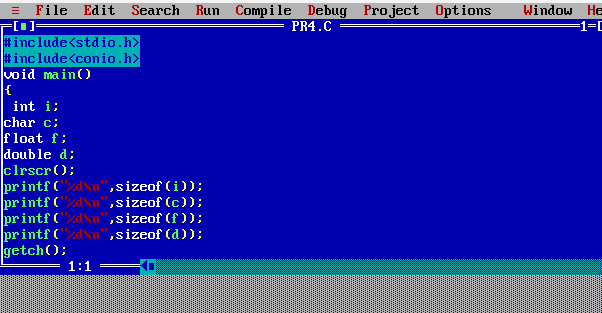 ≡ File Edit Search Run Compile Debug Project Options Window He
[■] PR4.C 1=[
#include<stdio.h>
#include<conio.h>
void main()
{
int i;
char c;
float f;
double d;
clrscr();
printf("%d\n",sizeof(i));
printf("%d\n",sizeof(c));
printf("%d\n",sizeof(f));
printf("%d\n",sizeof(d));
getch();
1:1